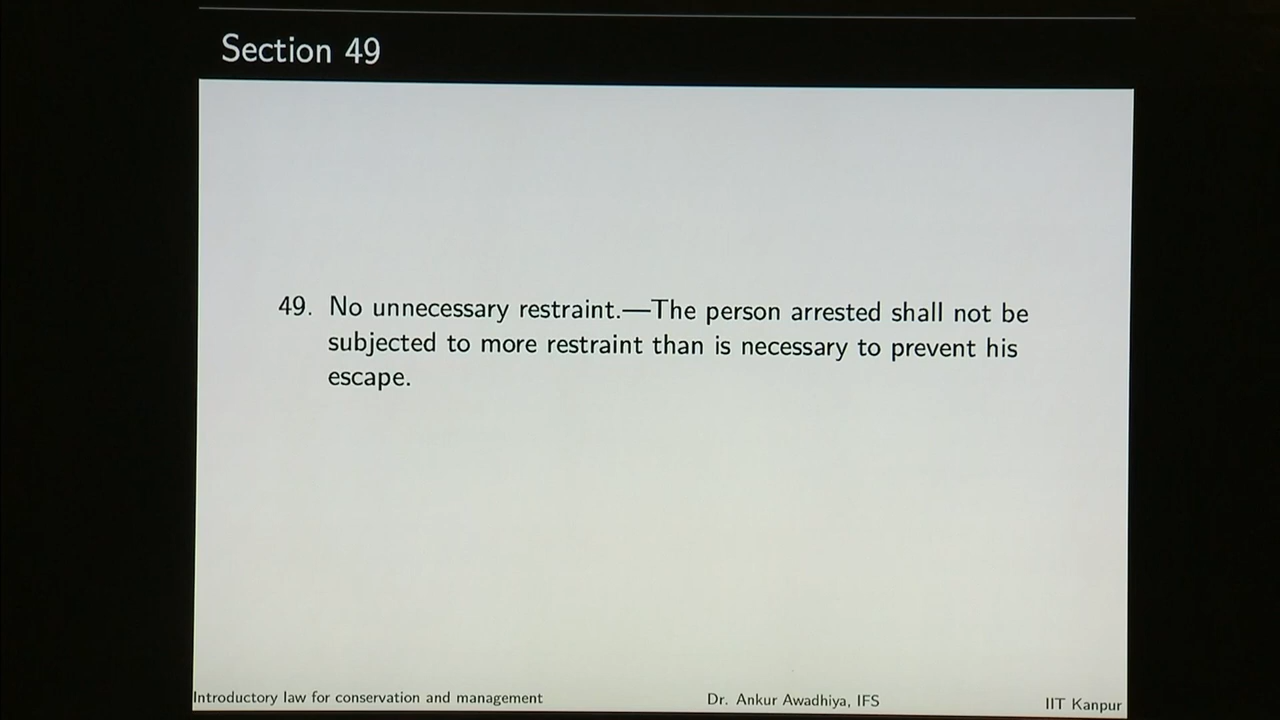 Section 49
49. No unnecessary restraint.—The person arrested shall not be
subjected to more restraint than is necessary to prevent his
escape.
Introductory law for conservation and management Dr. Ankur Awadhiya, IFS IIT Kanpur